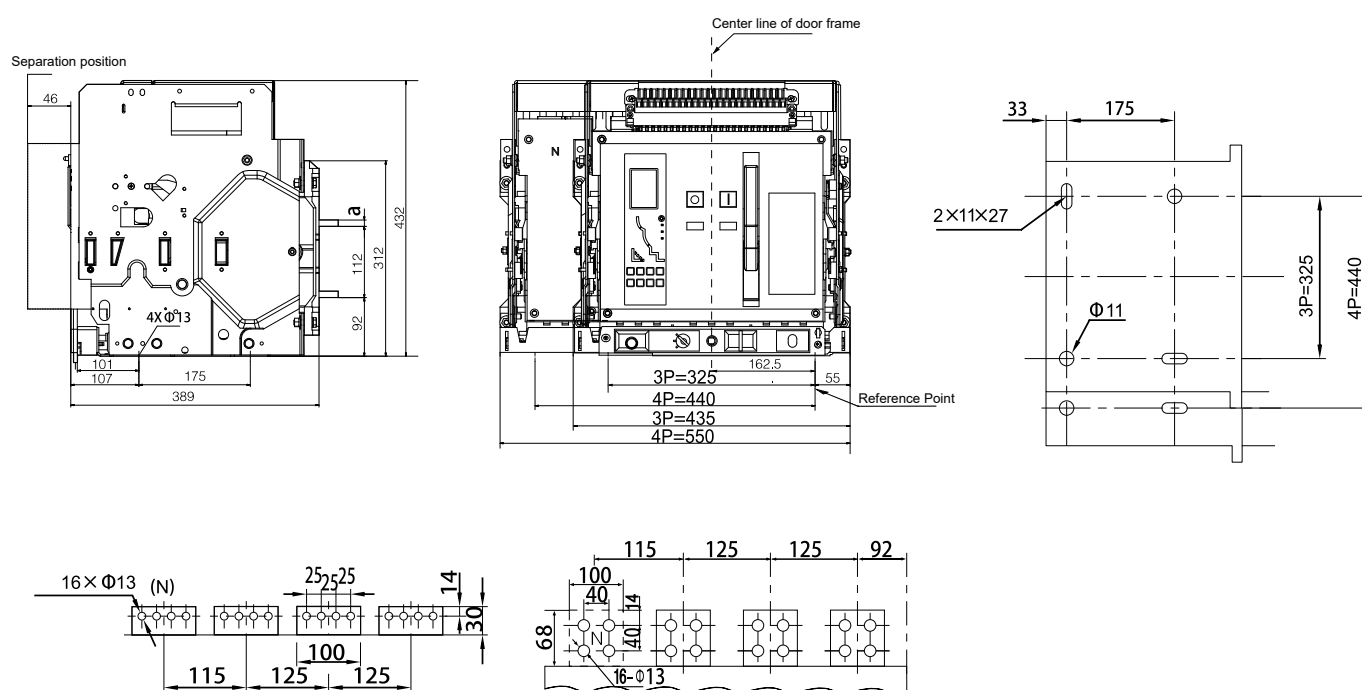 Center line of door frame
Separation position
46
a
432
312
112
92
4XΦ13
101
107
175
389
N
162.5
3P=325
55
4P=440
Reference Point
3P=435
4P=550
33
175
2×11×27
3P=325
4P=440
Φ11
16×Φ13
(N)
25
25
25
14
30
100
115
125
125
115
125
125
92
100
40
14
68
N
40
16-Φ13